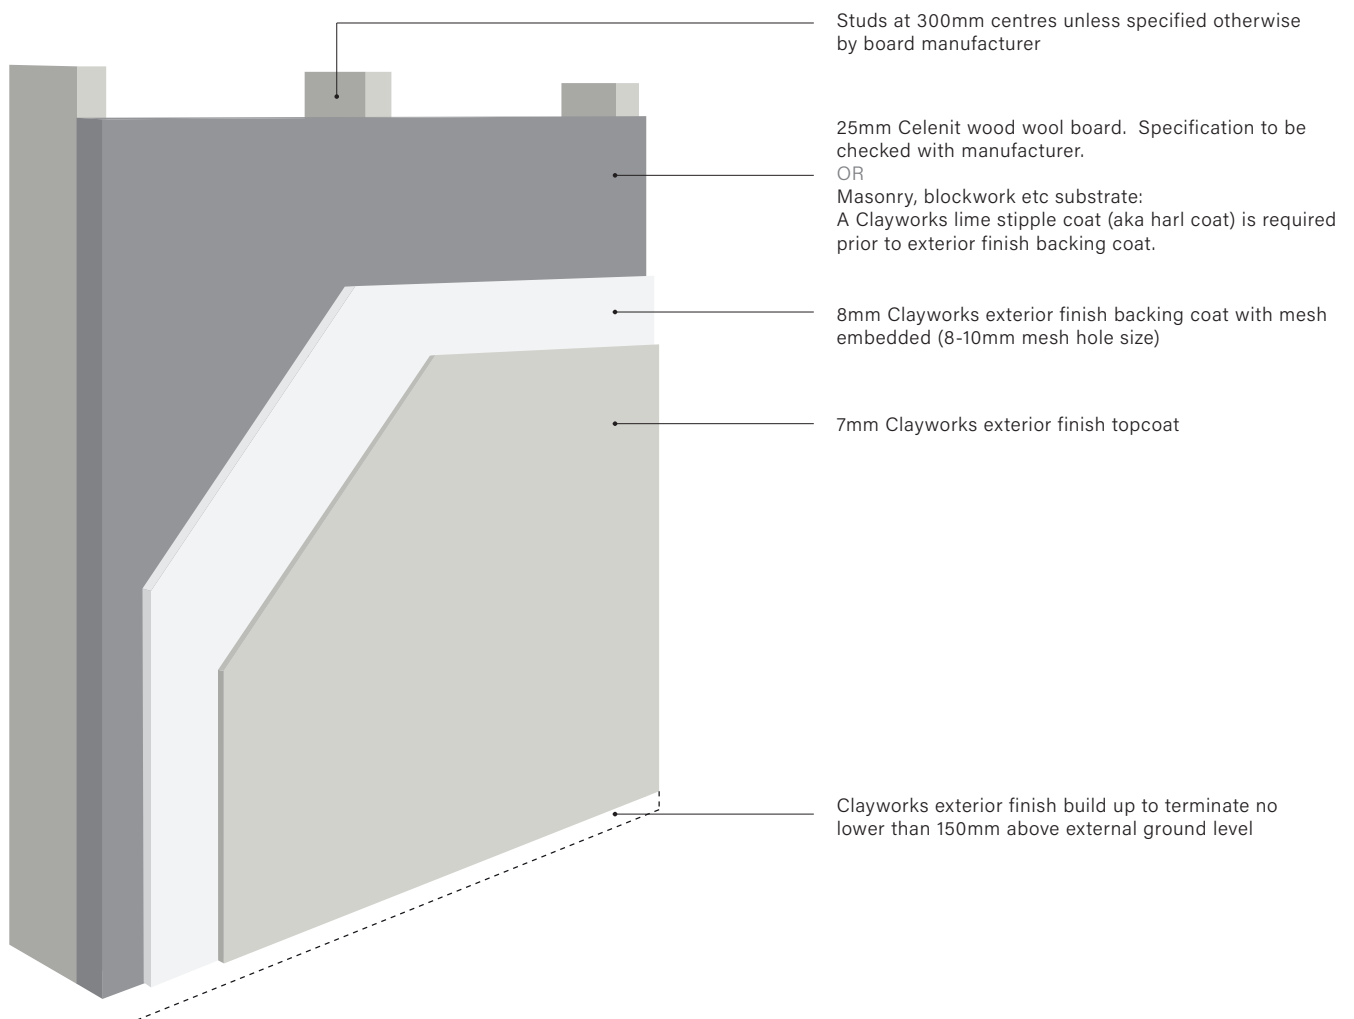 Studs at 300mm centres unless specified otherwise
by board manufacturer
25mm Celenit wood wool board.  Specification to be
checked with manufacturer.
OR
Masonry, blockwork etc substrate:
A Clayworks lime stipple coat (aka harl coat) is required
prior to exterior finish backing coat.
8mm Clayworks exterior finish backing coat with mesh
embedded (8-10mm mesh hole size)
7mm Clayworks exterior finish topcoat
Clayworks exterior finish build up to terminate no
lower than 150mm above external ground level